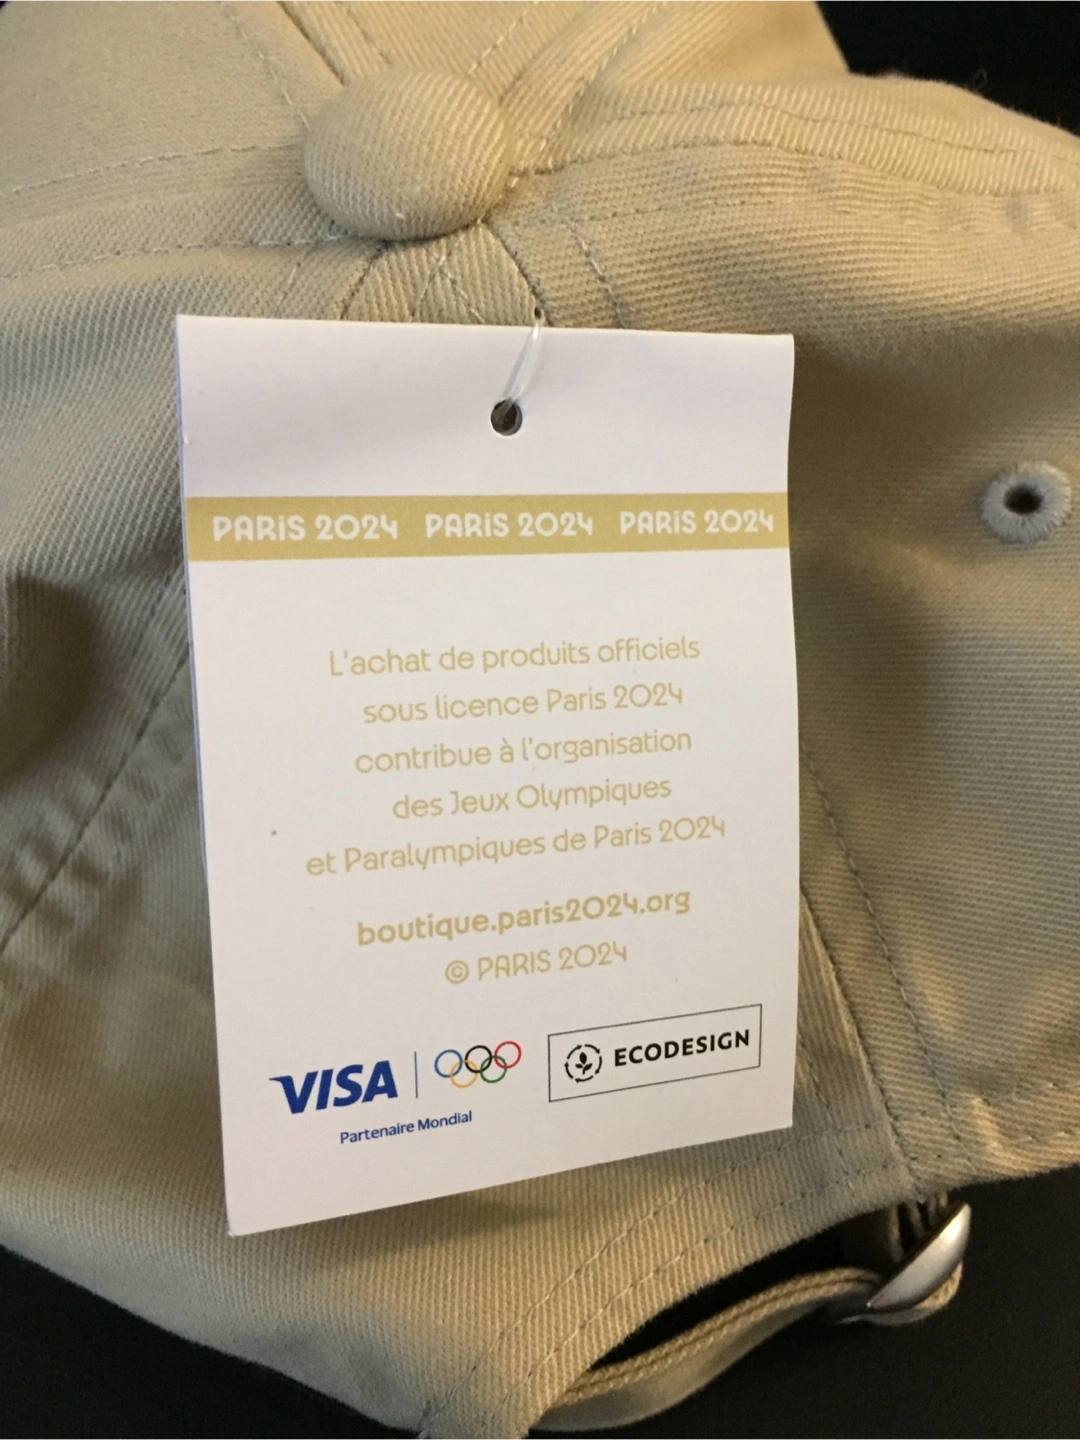 PARIS 2024 PARIS 2024 PARIS 2024
L'achat de produits officiels
sous licence Paris 2024
contribue à l'organisation
des Jeux Olympiques
et Paralympiques de Paris 2024
boutique.paris2024.org
© PARIS 2024
VISA
Partenaire Mondial
ECODESIGN